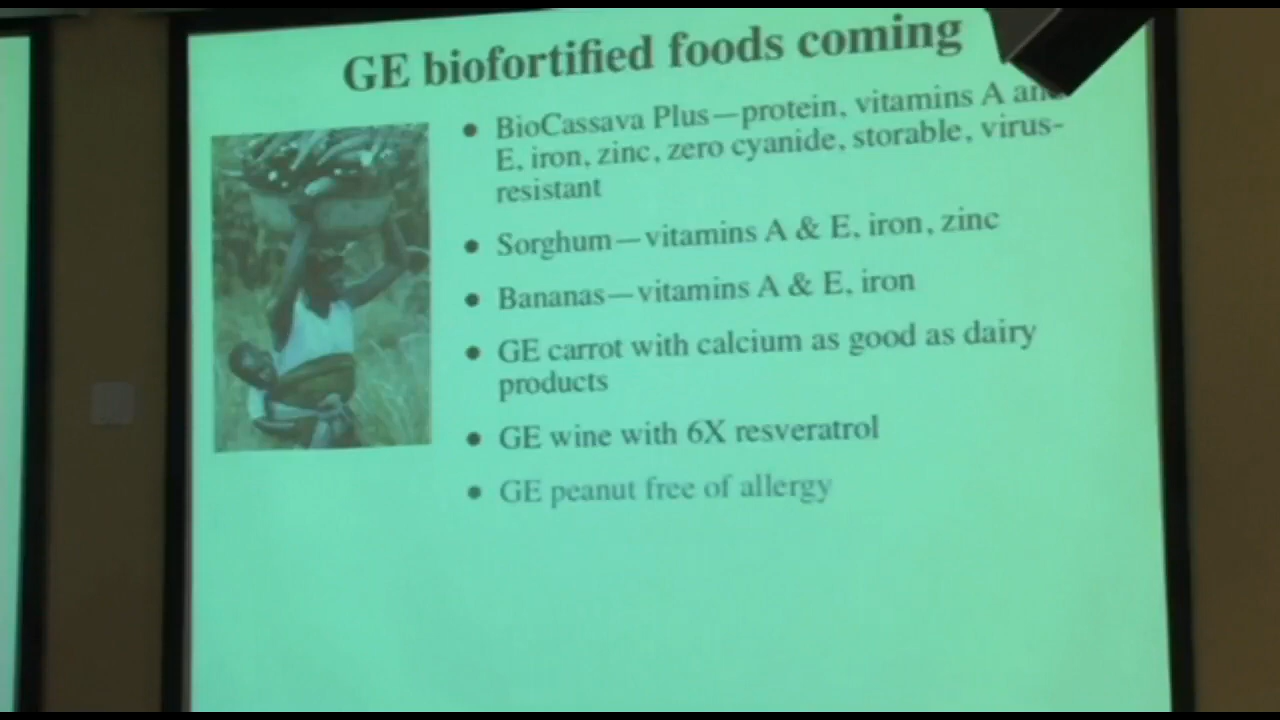 GE biofortified foods coming
• BioCassava Plus—protein, vitamins A and
E, iron, zinc, zero cyanide, storable, virus-
resistant
• Sorghum—vitamins A & E, iron, zinc
• Bananas—vitamins A & E, iron
• GE carrot with calcium as good as dairy
products
• GE wine with 6X resveratrol
• GE peanut free of allergy